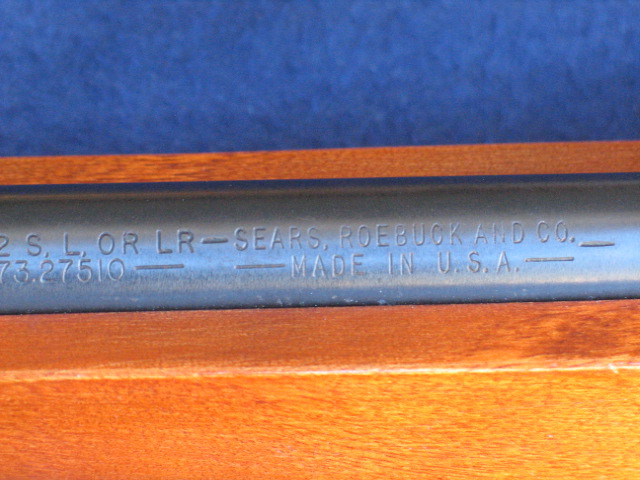 2 S, L, OR LR—SEARS, ROEBUCK AND CO.—
73.27510— —MADE IN U.S.A.—